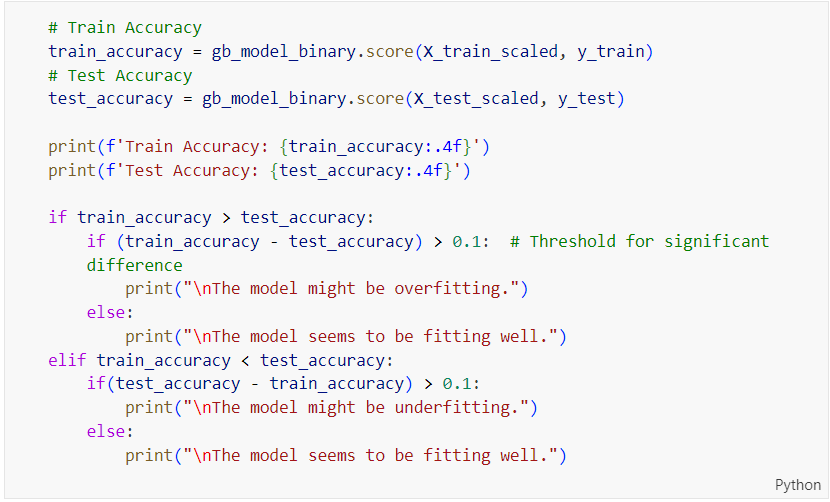 # Train Accuracy
train_accuracy = gb_model_binary.score(X_train_scaled, y_train)
# Test Accuracy
test_accuracy = gb_model_binary.score(X_test_scaled, y_test)

print(f'Train Accuracy: {train_accuracy:.4f}')
print(f'Test Accuracy: {test_accuracy:.4f}')

if train_accuracy > test_accuracy:
    if (train_accuracy - test_accuracy) > 0.1:  # Threshold for significant
    difference
        print("\nThe model might be overfitting.")
    else:
        print("\nThe model seems to be fitting well.")
elif train_accuracy < test_accuracy:
    if(test_accuracy - train_accuracy) > 0.1:
        print("\nThe model might be underfitting.")
    else:
        print("\nThe model seems to be fitting well.")
Python